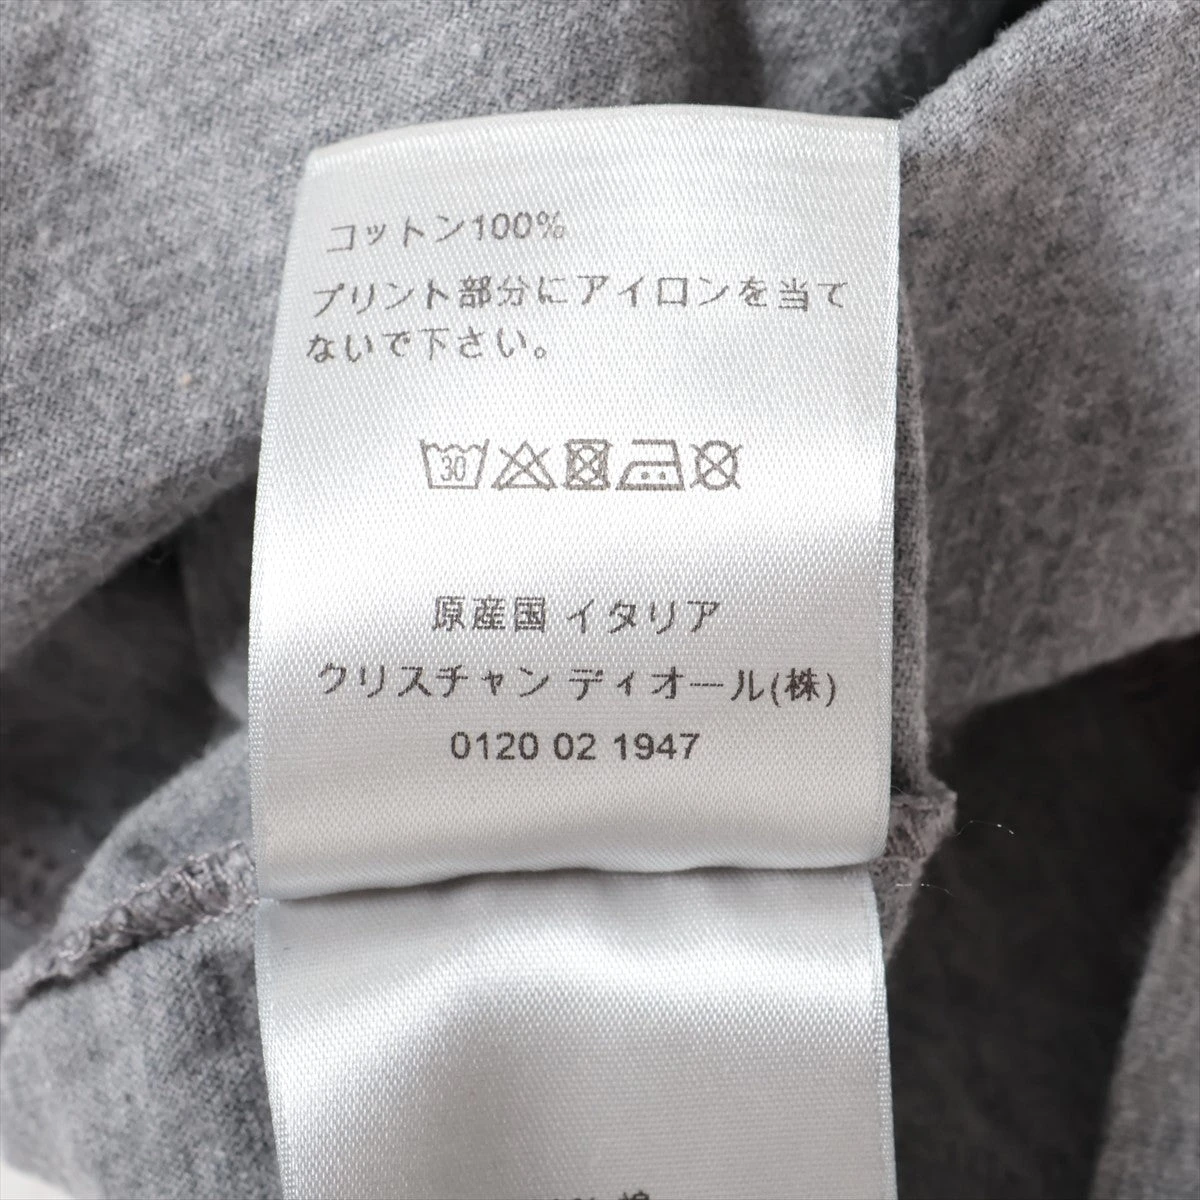 コットン100%
プリント部分にアイロンを当て
ないで下さい。
30
原産国 イタリア
クリスチャン ディオール(株)
0120 02 1947